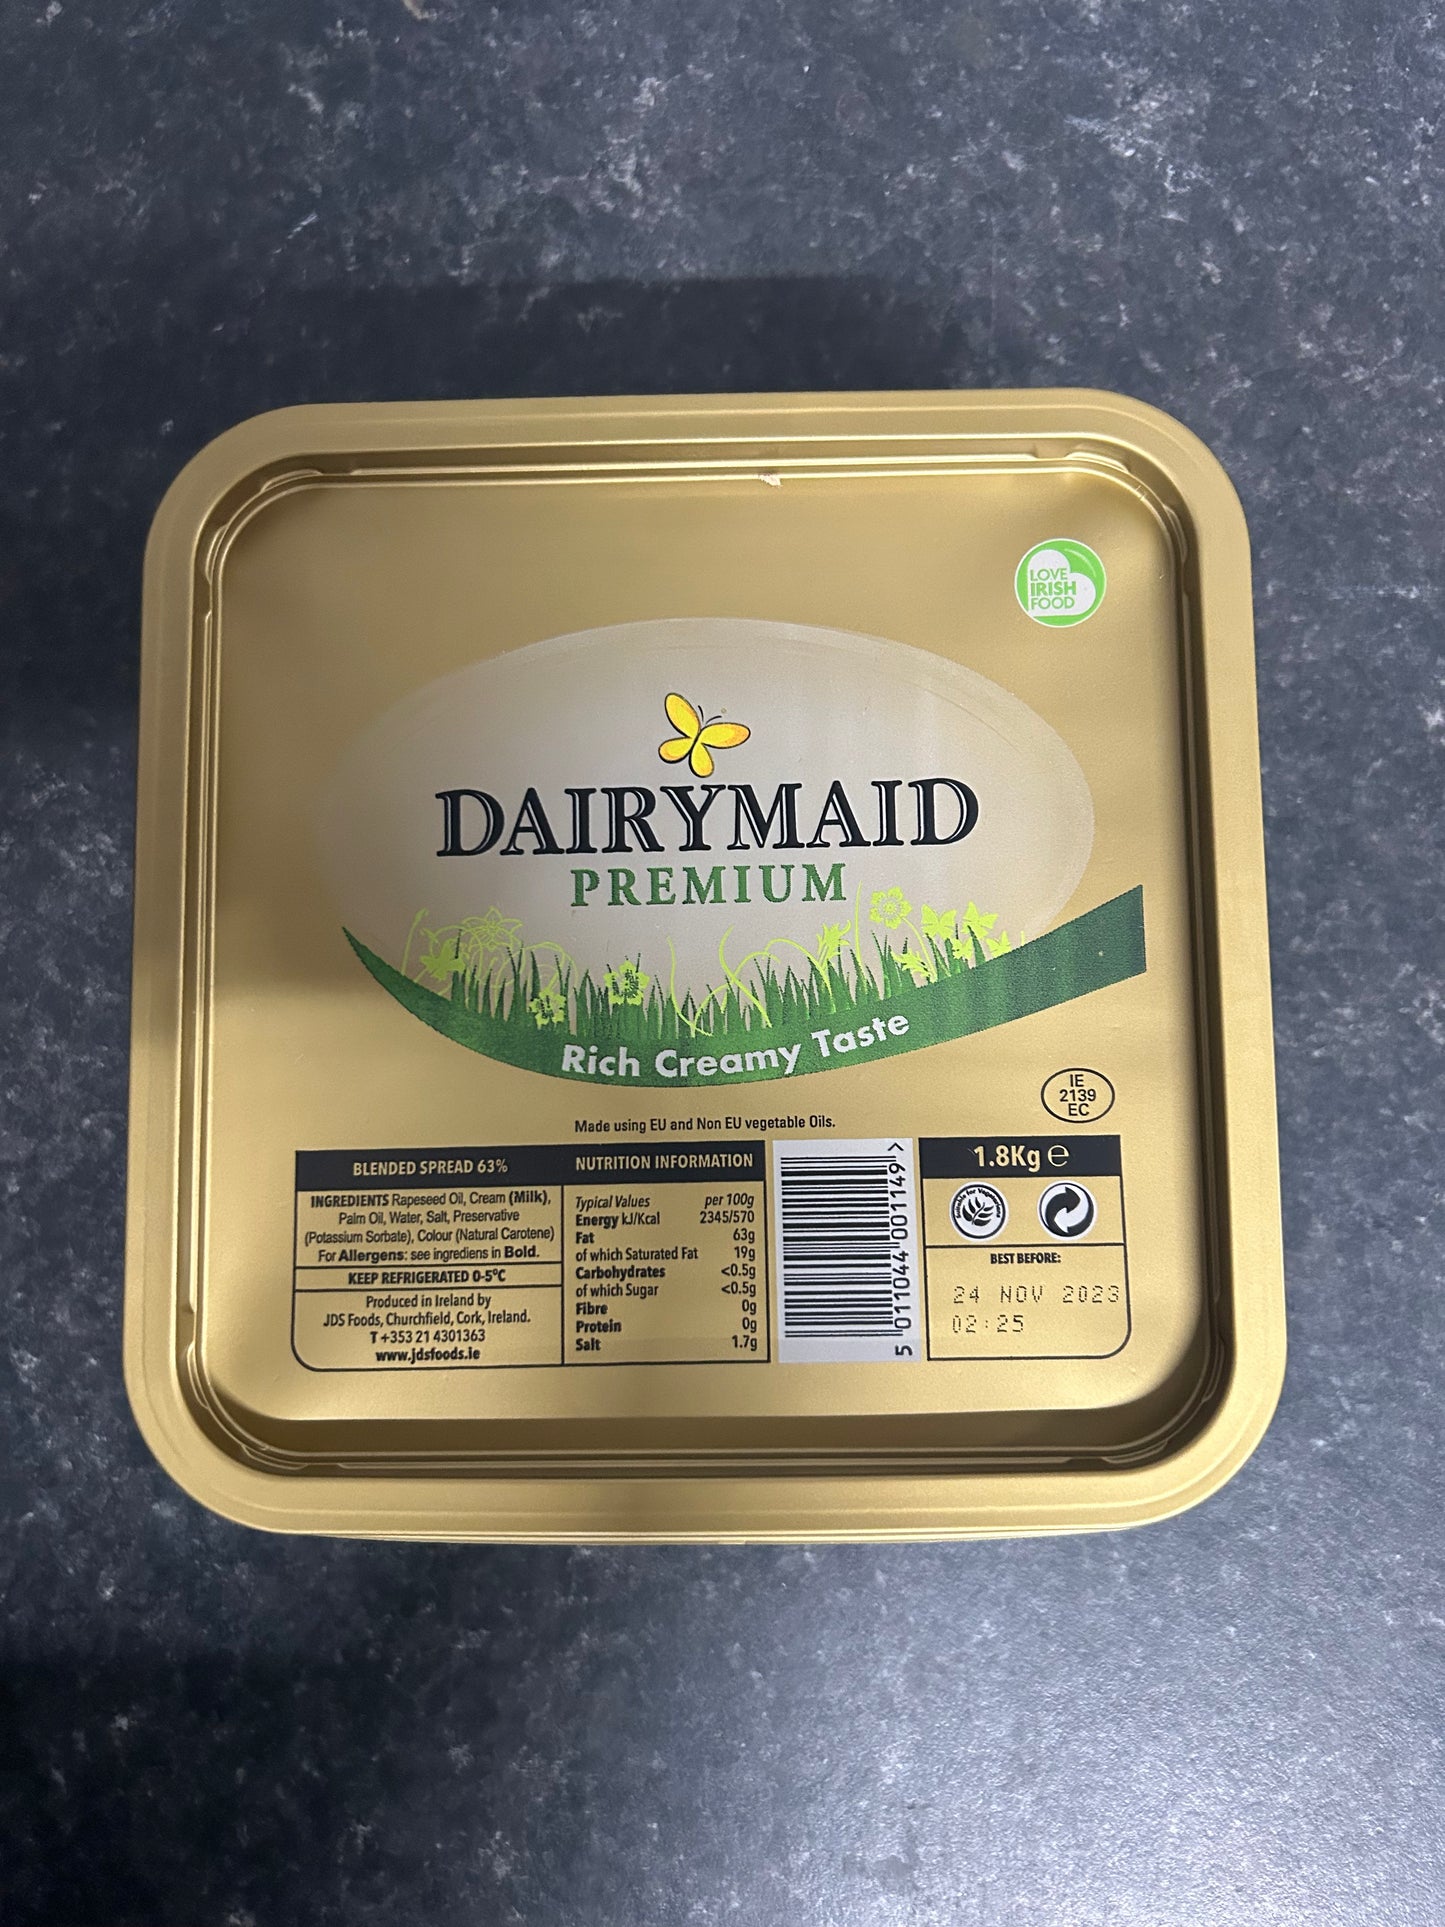 LOVE
IRISH
FOOD
DAIRYMAID
PREMIUM
Rich Creamy Taste
IE
2139
EC
Made using EU and Non EU vegetable Oils.
BLENDED SPREAD 63%
INGREDIENTS Rapeseed Oil, Cream (Milk),
Palm Oil, Water, Salt, Preservative
(Potassium Sorbate), Colour (Natural Carotene)
For Allergens: see ingrediens in Bold.
KEEP REFRIGERATED 0-5°C
Produced in Ireland by
JDS Foods, Churchfield, Cork, Ireland.
T +353 21 4301363
www.jdsfoods.ie
NUTRITION INFORMATION
Typical Values per 100g
Energy kJ/Kcal 2345/570
Fat 63g
of which Saturated Fat 19g
Carbohydrates <0.5g
of which Sugar <0.5g
Fibre 0g
Protein 0g
Salt 1.7g
5 011044 001149 >
1.8Kg ℮
Suitable for Vegetarians
BEST BEFORE:
24 NOV 2023
02:25